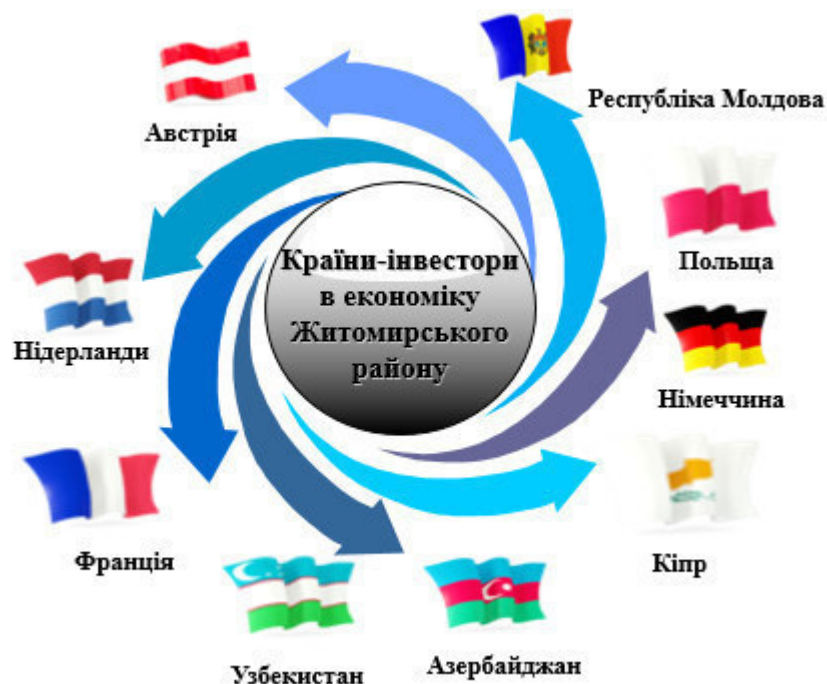 Австрія
Республіка Молдова
Польща
Країни-інвестори
в економіку
Житомирського
району
Нідерланди
Німеччина
Франція
Кіпр
Узбекистан
Азербайджан